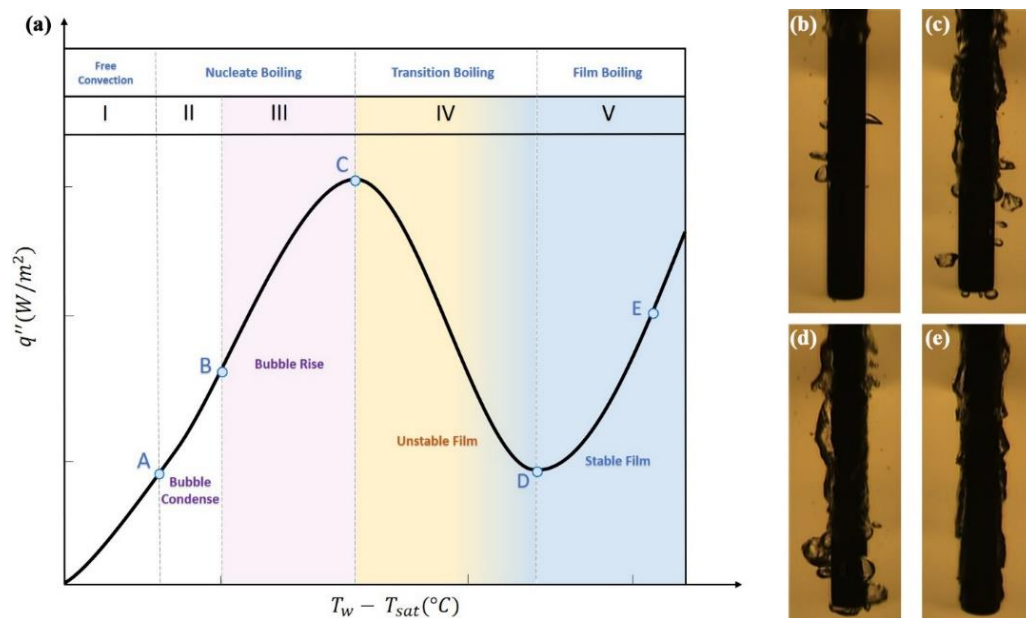 (a)
Free
Convection
Nucleate Boiling
Transition Boiling
Film Boiling
I
II
III
IV
V
C
B
A
D
E
Bubble Rise
Bubble
Condense
Unstable Film
Stable Film
q′′(W/m²)
T_w − T_sat(°C)
(b)
(c)
(d)
(e)